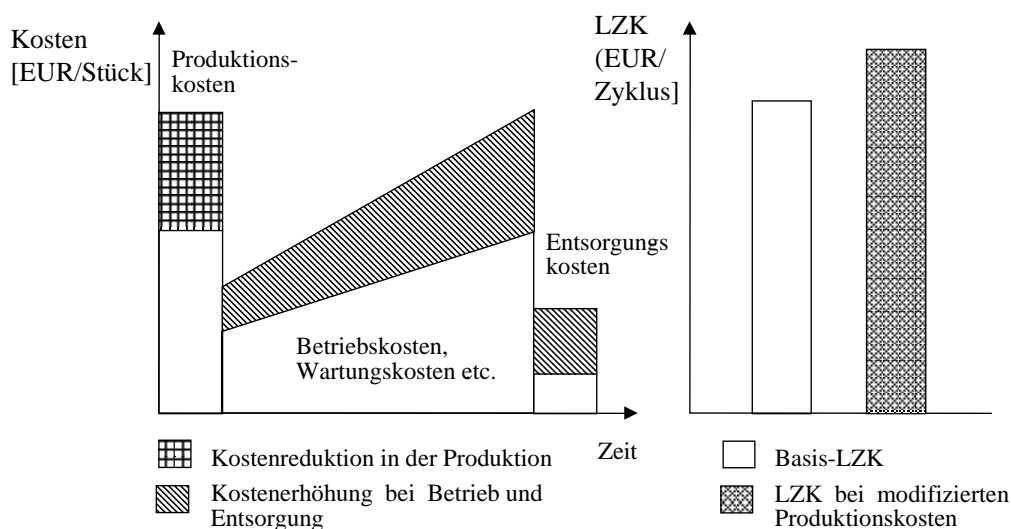 Kosten
[EUR/Stück]
Produktions-
kosten
Entsorgungs
kosten
Betriebskosten,
Wartungskosten etc.
Zeit
Kostenreduktion in der Produktion
Kostenerhöhung bei Betrieb und
Entsorgung
LZK
(EUR/
Zyklus]
Basis-LZK
LZK bei modifizierten
Produktionskosten